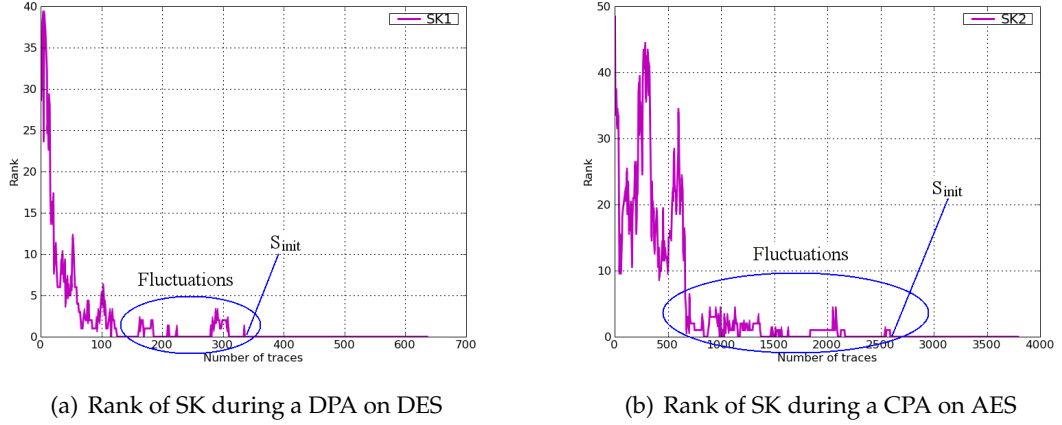 40
35
30
25
20
15
10
5
0
Rank
0
100
200
300
400
500
600
700
Number of traces
SK1
Fluctuations
Sinit
50
40
30
20
10
0
Rank
0
500
1000
1500
2000
2500
3000
3500
4000
Number of traces
SK2
Fluctuations
Sinit
(a) Rank of SK during a DPA on DES
(b) Rank of SK during a CPA on AES